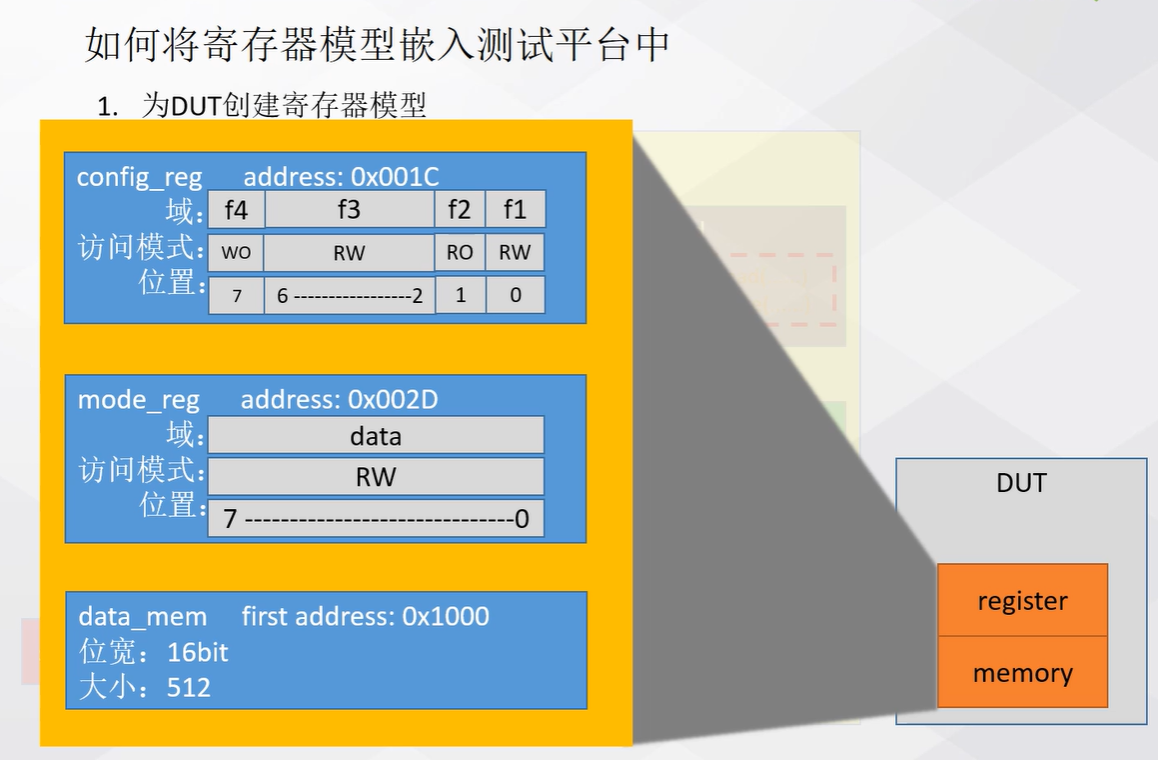 如何将寄存器模型嵌入测试平台中
1. 为DUT创建寄存器模型
config_reg address: 0x001C
域： f4 f3 f2 f1
访问模式： WO RW RO RW
位置： 7 6 -----------------2 1 0
mode_reg address: 0x002D
域： data
访问模式： RW
位置： 7 ------------------------------0
data_mem first address: 0x1000
位宽：16bit
大小：512
DUT
register
memory